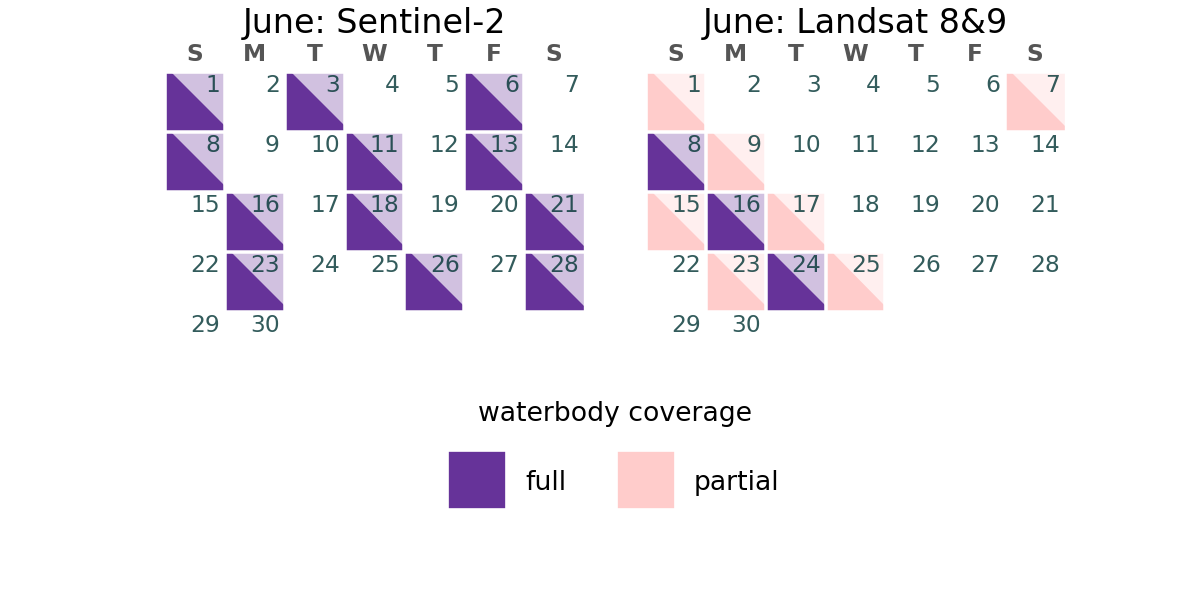 June: Sentinel-2
S M T W T F S
1 2 3 4 5 6 7
8 9 10 11 12 13 14
15 16 17 18 19 20 21
22 23 24 25 26 27 28
29 30
June: Landsat 8&9
S M T W T F S
1 2 3 4 5 6 7
8 9 10 11 12 13 14
15 16 17 18 19 20 21
22 23 24 25 26 27 28
29 30
waterbody coverage
full
partial